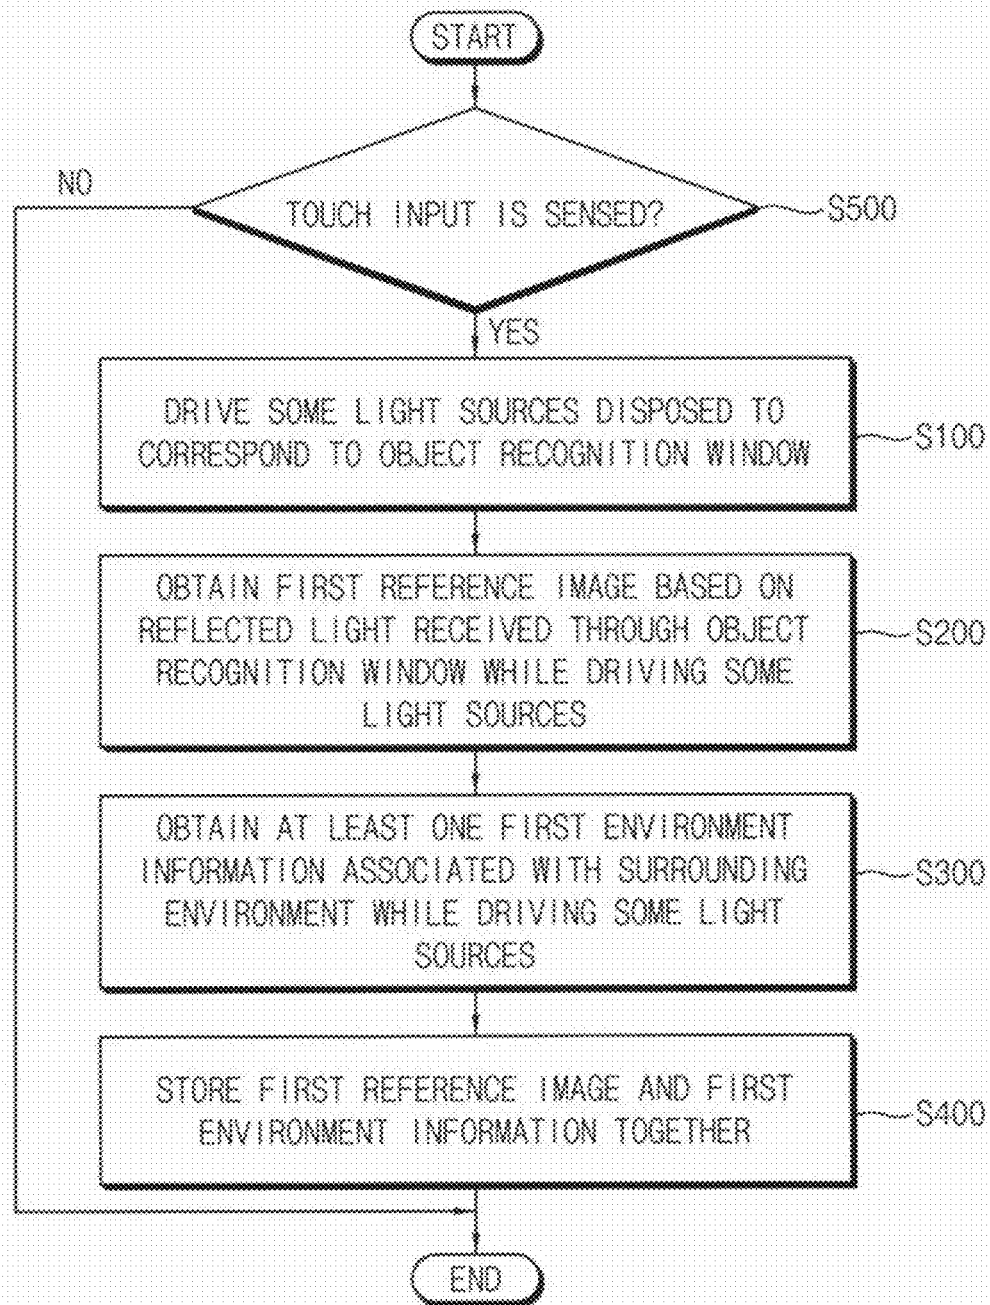 START
NO
TOUCH INPUT IS SENSED?
S500
YES
DRIVE SOME LIGHT SOURCES DISPOSED TO
CORRESPOND TO OBJECT RECOGNITION WINDOW
S100
OBTAIN FIRST REFERENCE IMAGE BASED ON
REFLECTED LIGHT RECEIVED THROUGH OBJECT
RECOGNITION WINDOW WHILE DRIVING SOME
LIGHT SOURCES
S200
OBTAIN AT LEAST ONE FIRST ENVIRONMENT
INFORMATION ASSOCIATED WITH SURROUNDING
ENVIRONMENT WHILE DRIVING SOME LIGHT
SOURCES
S300
STORE FIRST REFERENCE IMAGE AND FIRST
ENVIRONMENT INFORMATION TOGETHER
S400
END